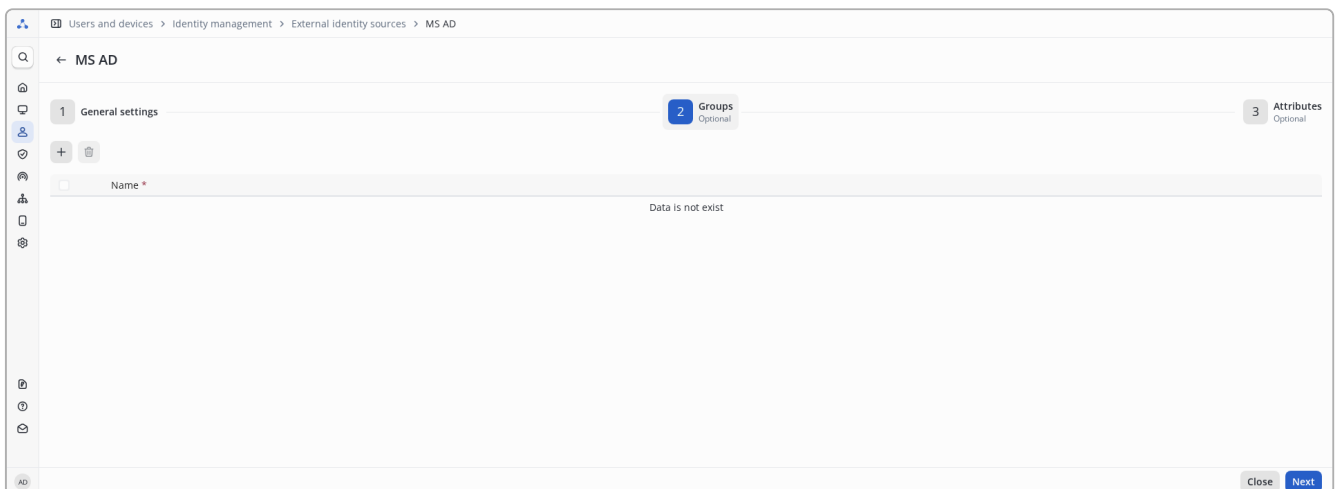 Users and devices > Identity management > External identity sources > MS AD
← MS AD
1 General settings
2 Groups
Optional
3 Attributes
Optional
+
Name *
Data is not exist
AD
Close Next